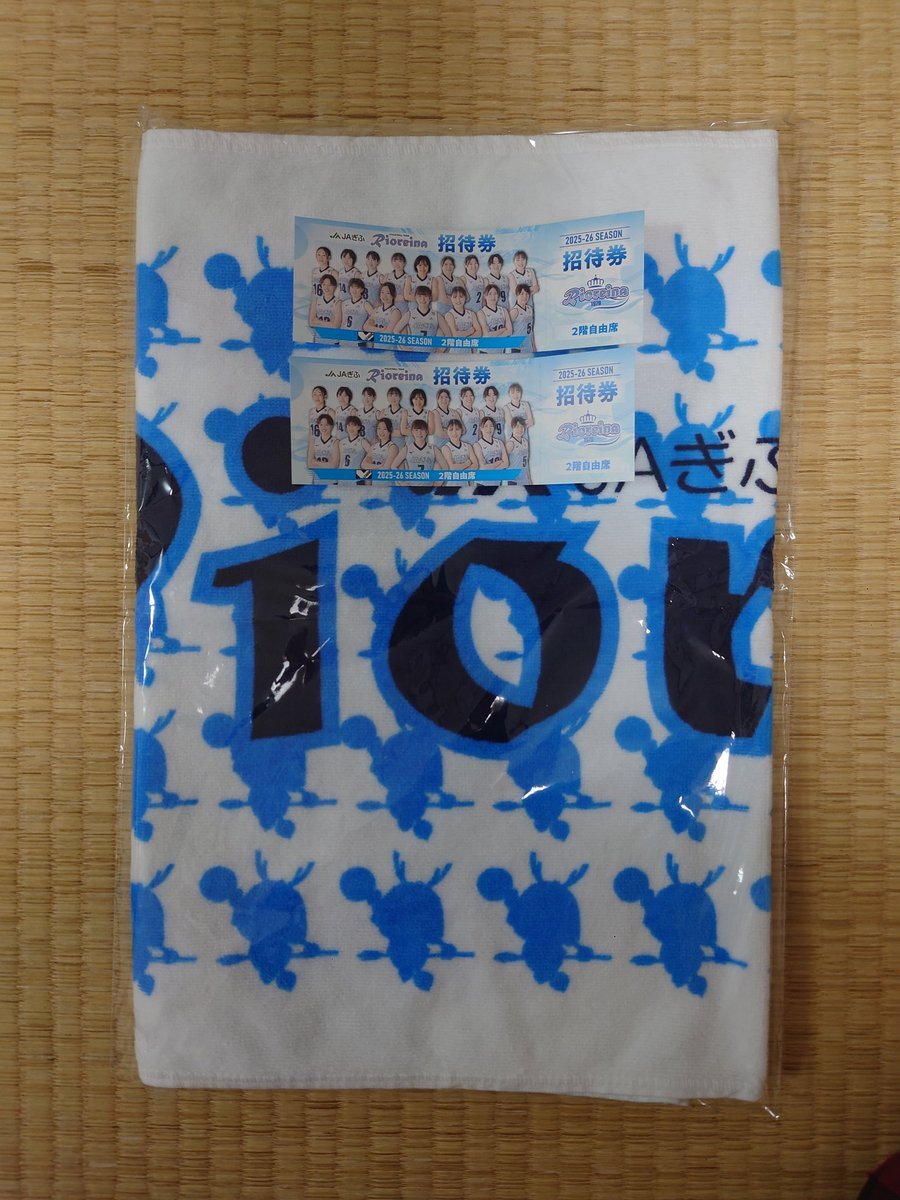 JAぎふ Rioreina 招待券
2025-26 SEASON 2階自由席
2025-26 SEASON
招待券
Rioreina
1970
2階自由席
JAぎふ Rioreina 招待券
2025-26 SEASON 2階自由席
2025-26 SEASON
招待券
Rioreina
1970
2階自由席
JAぎふ
ior